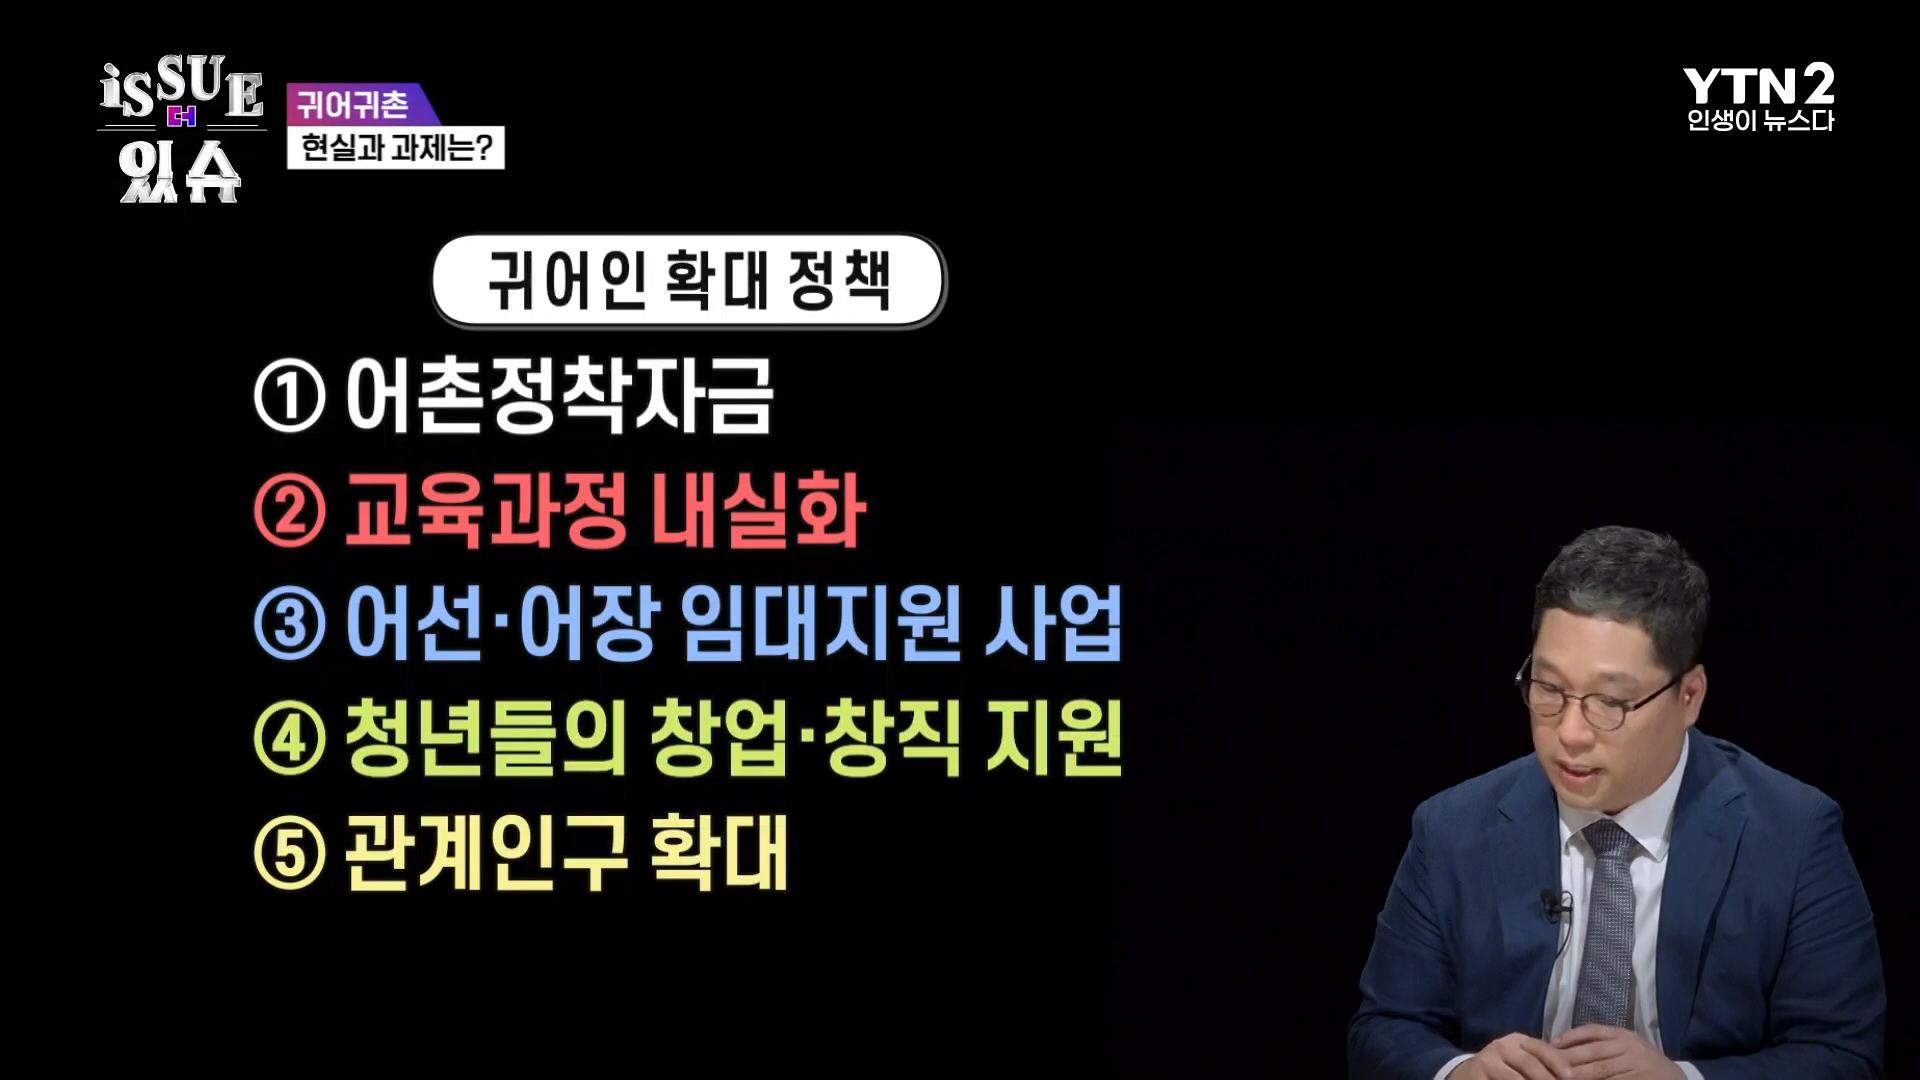 iSSUE
더
있슈
귀어귀촌
현실과 과제는?
YTN2
인생이 뉴스다
귀어인 확대 정책
① 어촌정착자금
② 교육과정 내실화
③ 어선·어장 임대지원 사업
④ 청년들의 창업·창직 지원
⑤ 관계인구 확대